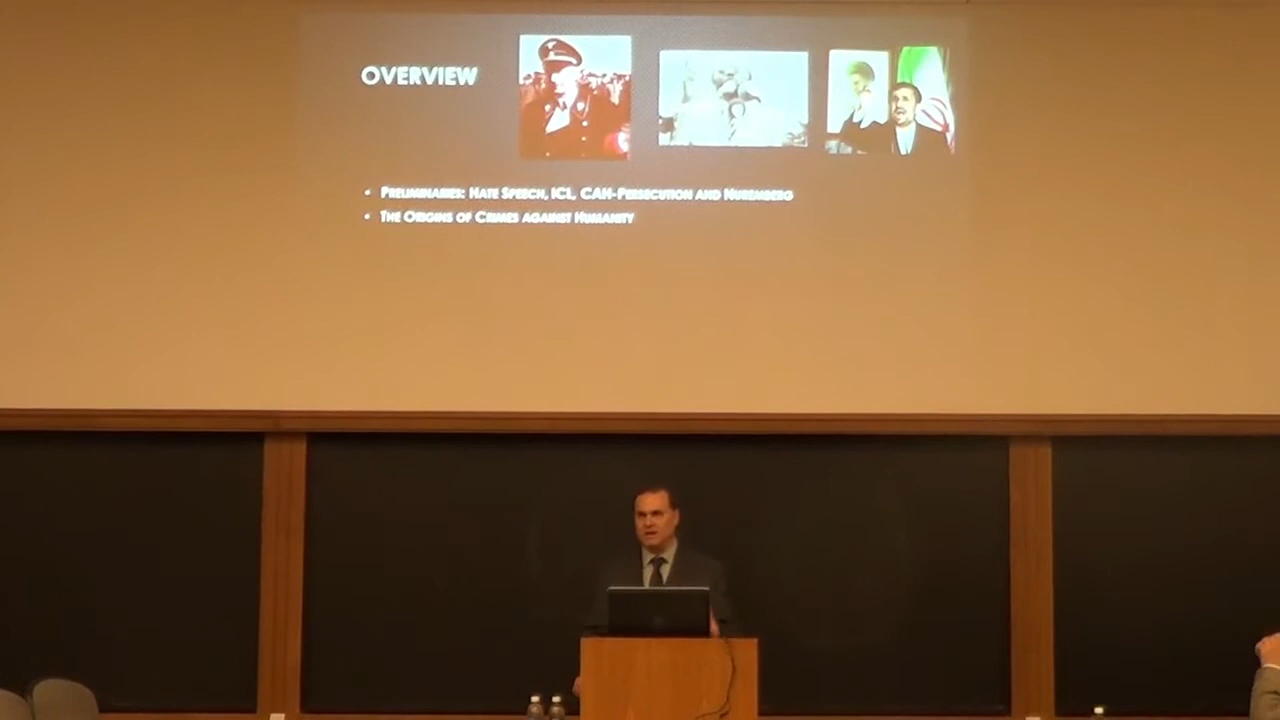 OVERVIEW
• PRELIMINARIES: HATE SPEECH, ICL, CAH-PERSECUTION AND NUREMBERG
• THE ORIGINS OF CRIMES AGAINST HUMANITY